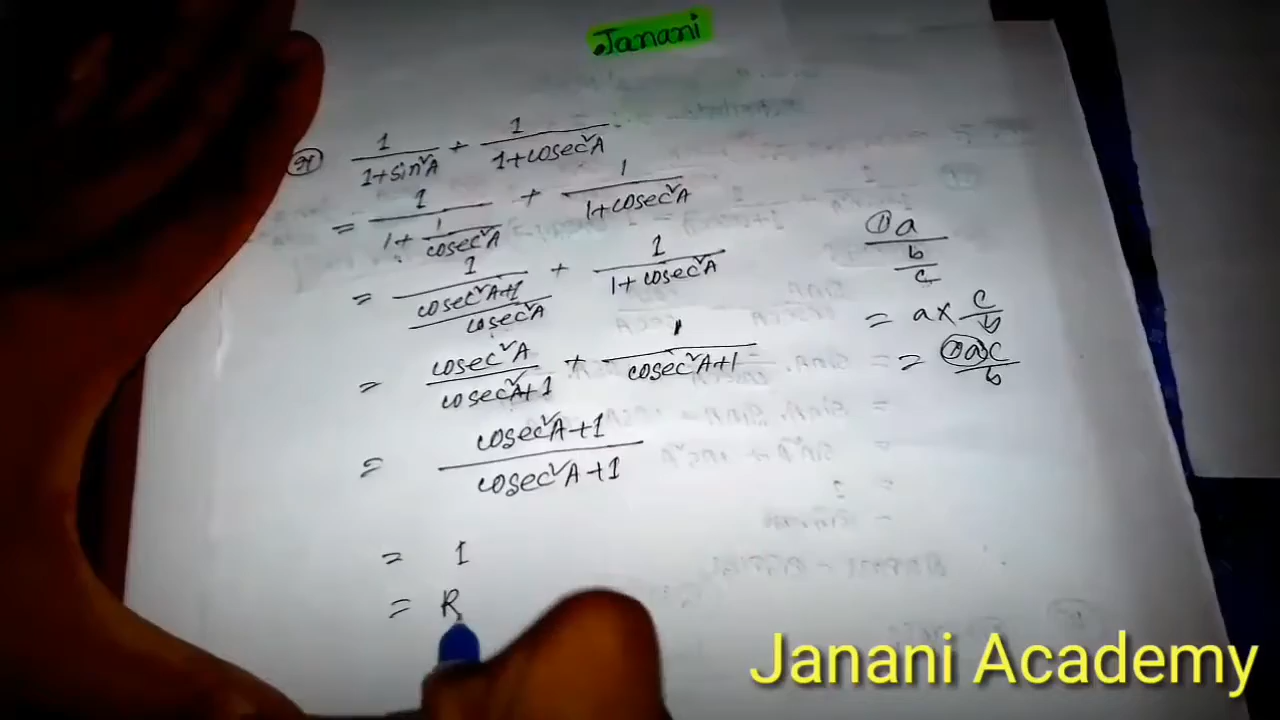 Janani
1/(1+sin²A) + 1/(1+cosec²A)
= 1/(1+1/cosec²A) + 1/(1+cosec²A)
= 1/((cosec²A+1)/cosec²A) + 1/(1+cosec²A)
= cosec²A/(cosec²A+1) + 1/(cosec²A+1)
= (cosec²A+1)/(cosec²A+1)
= 1
= R
① a/(b/c)
= a × c/b
= ac/b
Janani Academy